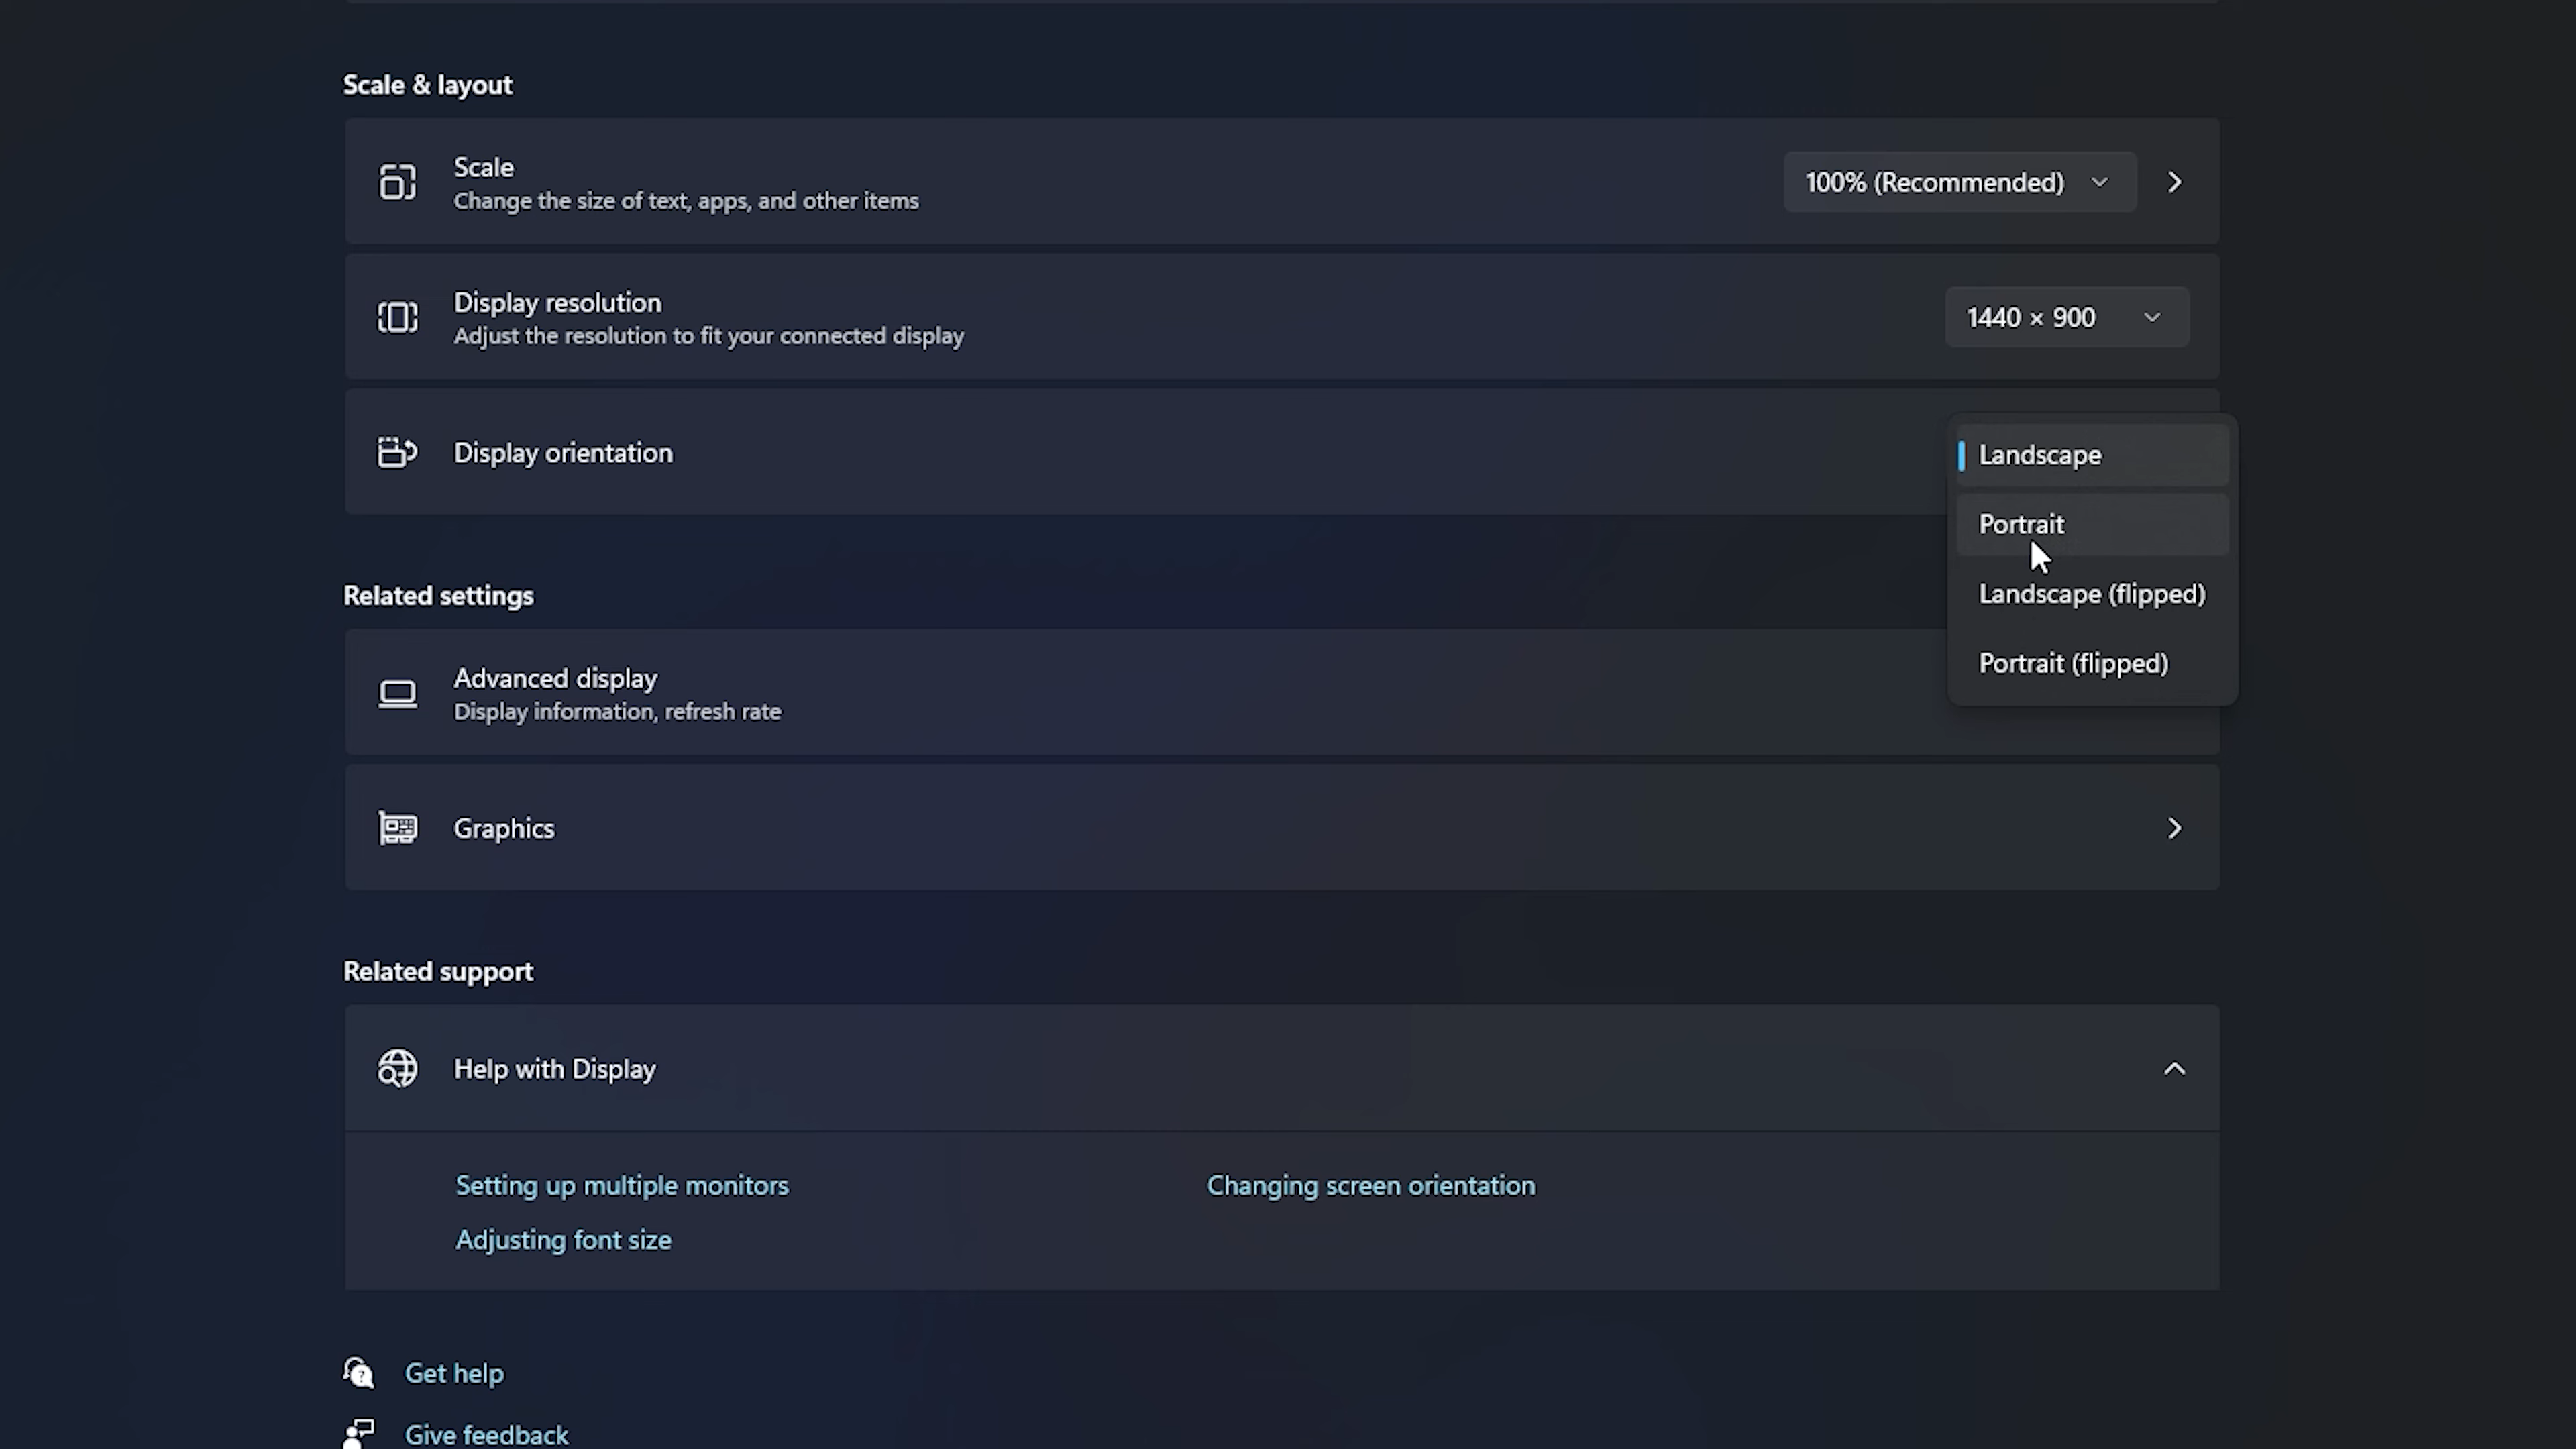 Scale & layout
Scale
Change the size of text, apps, and other items
100% (Recommended)
Display resolution
Adjust the resolution to fit your connected display
1440 × 900
Display orientation
Landscape
Portrait
Landscape (flipped)
Portrait (flipped)
Related settings
Advanced display
Display information, refresh rate
Graphics
Related support
Help with Display
Setting up multiple monitors
Changing screen orientation
Adjusting font size
Get help
Give feedback